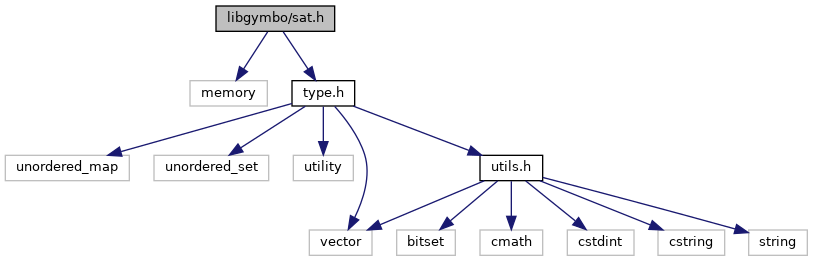 libgymbo/sat.h
memory
type.h
unordered_map
unordered_set
utility
utils.h
vector
bitset
cmath
cstdint
cstring
string